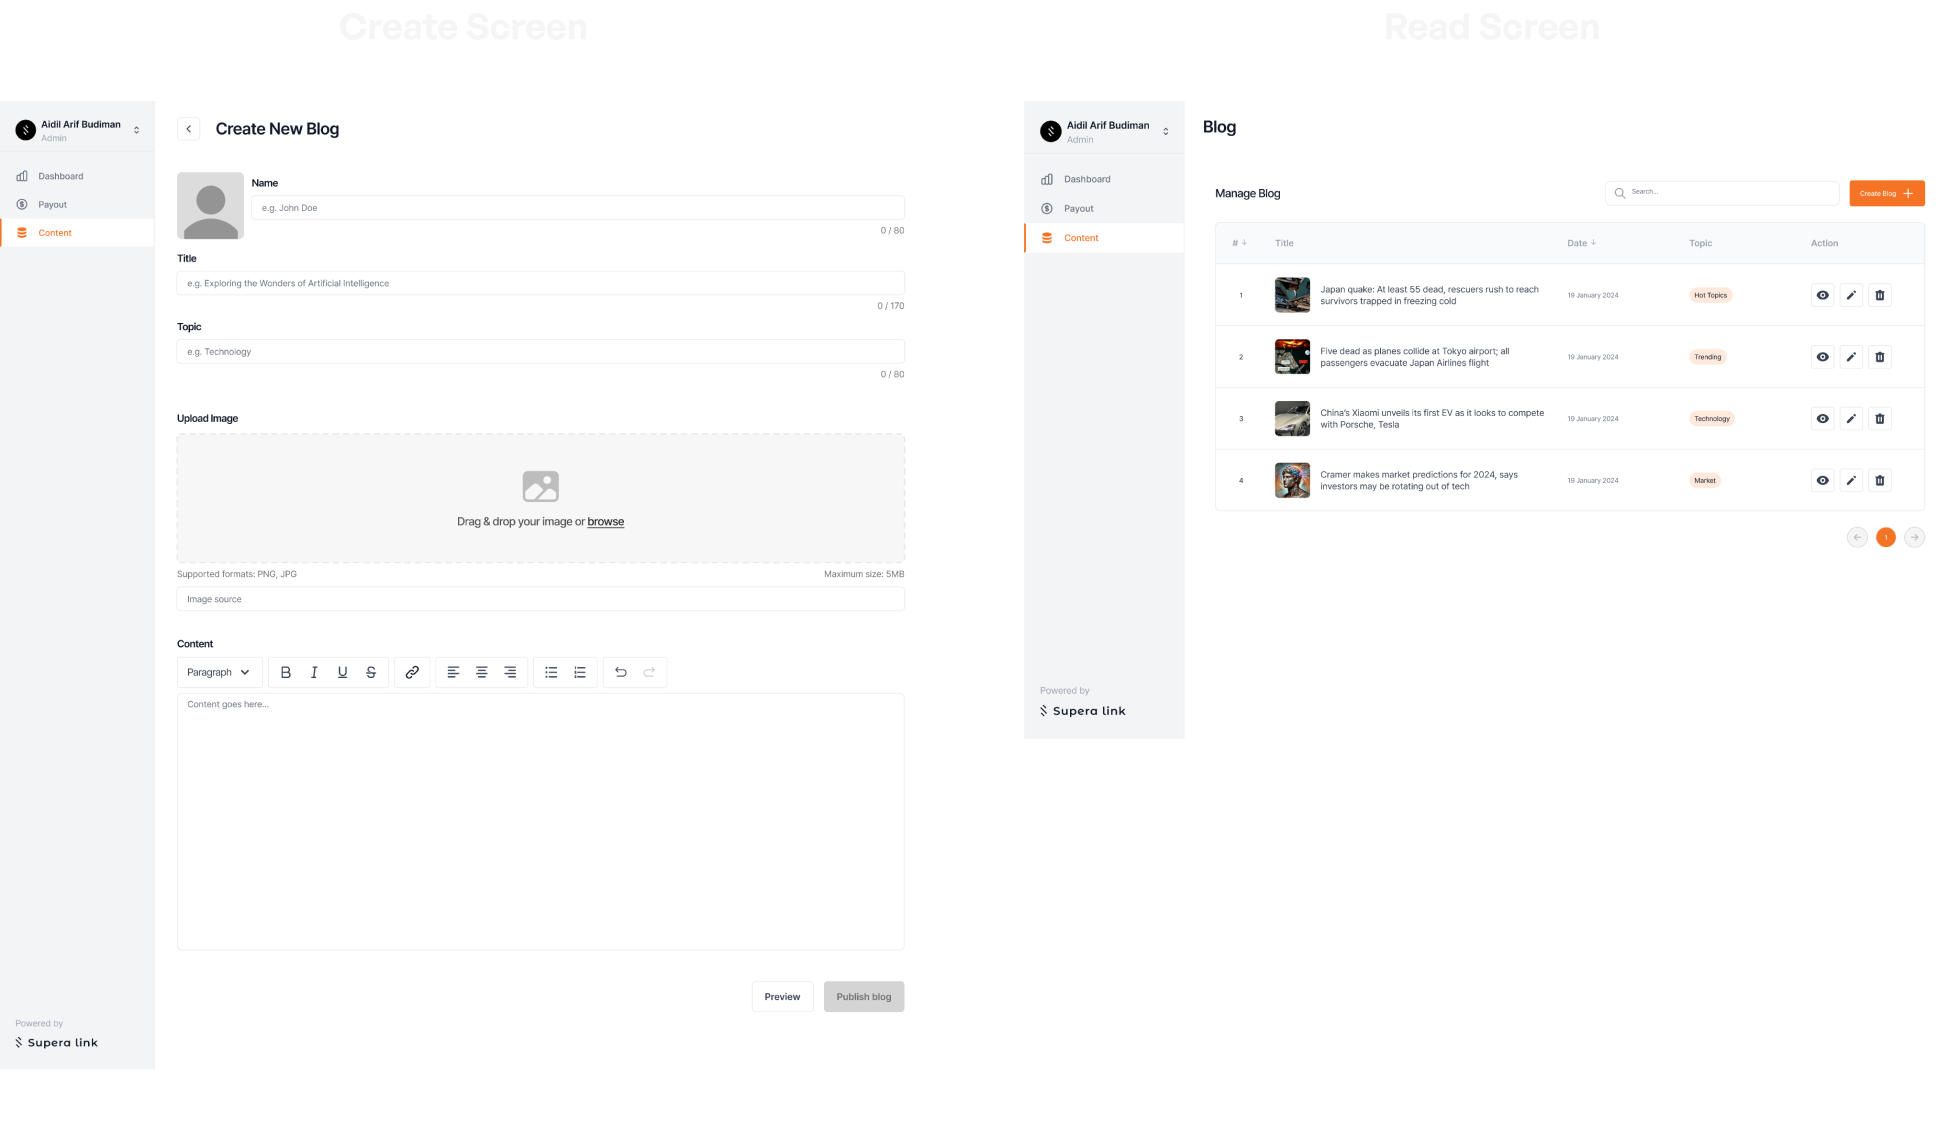 Create Screen
Aidil Arif Budiman
Admin
Dashboard
Payout
Content
Create New Blog
Name
e.g. John Doe
0 / 80
Title
e.g. Exploring the Wonders of Artificial Intelligence
0 / 170
Topic
e.g. Technology
0 / 80
Upload Image
Drag & drop your image or browse
Supported formats: PNG, JPG
Maximum size: 5MB
Image source
Content
Paragraph
B I U S
Content goes here...
Preview
Publish blog
Powered by
Supera link
Read Screen
Aidil Arif Budiman
Admin
Dashboard
Payout
Content
Blog
Manage Blog
Search...
Create Blog
# Title Date Topic Action
1
Japan quake: At least 55 dead, rescuers rush to reach
survivors trapped in freezing cold
19 January 2024
Hot Topics
2
Five dead as planes collide at Tokyo airport; all
passengers evacuate Japan Airlines flight
19 January 2024
Trending
3
China's Xiaomi unveils its first EV as it looks to compete
with Porsche, Tesla
19 January 2024
Technology
4
Cramer makes market predictions for 2024, says
investors may be rotating out of tech
19 January 2024
Market
1
Powered by
Supera link